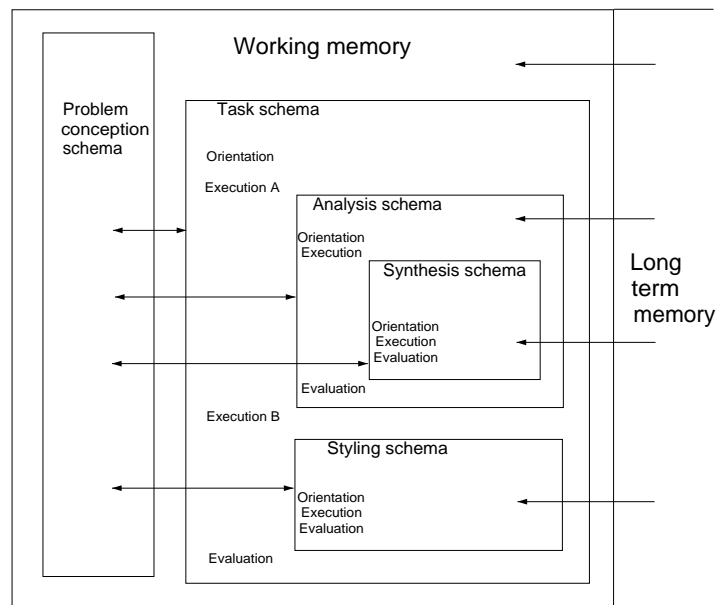 Working memory
Problem
conception
schema
Task schema
Orientation
Execution A
Analysis schema
Orientation
Execution
Synthesis schema
Orientation
Execution
Evaluation
Evaluation
Execution B
Styling schema
Orientation
Execution
Evaluation
Evaluation
Long
term
memory